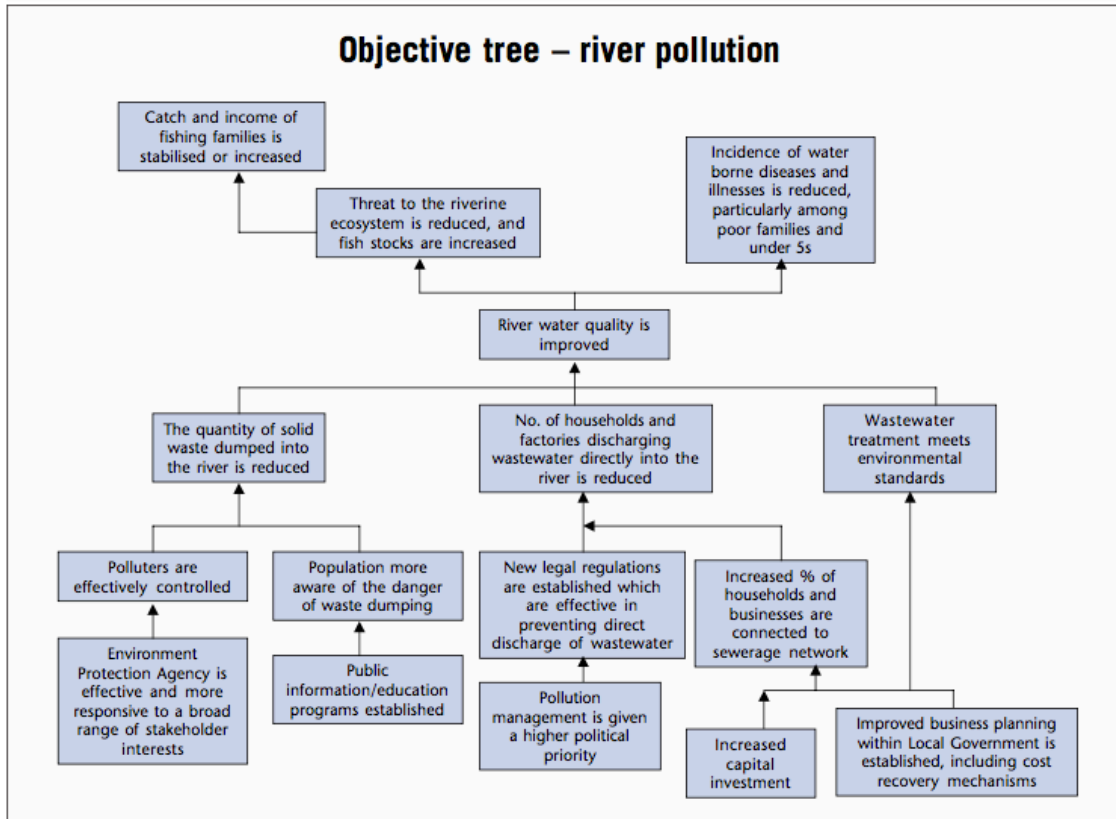 Objective tree – river pollution
Catch and income of
fishing families is
stabilised or increased
Incidence of water
borne diseases and
illnesses is reduced,
particularly among
poor families and
under 5s
Threat to the riverine
ecosystem is reduced, and
fish stocks are increased
River water quality is
improved
The quantity of solid
waste dumped into
the river is reduced
No. of households and
factories discharging
wastewater directly into the
river is reduced
Wastewater
treatment meets
environmental
standards
Polluters are
effectively controlled
Population more
aware of the danger
of waste dumping
New legal regulations
are established which
are effective in
preventing direct
discharge of wastewater
Increased % of
households and
businesses are
connected to
sewerage network
Environment
Protection Agency is
effective and more
responsive to a broad
range of stakeholder
interests
Public
information/education
programs established
Pollution
management is given
a higher political
priority
Increased
capital
investment
Improved business planning
within Local Government is
established, including cost
recovery mechanisms